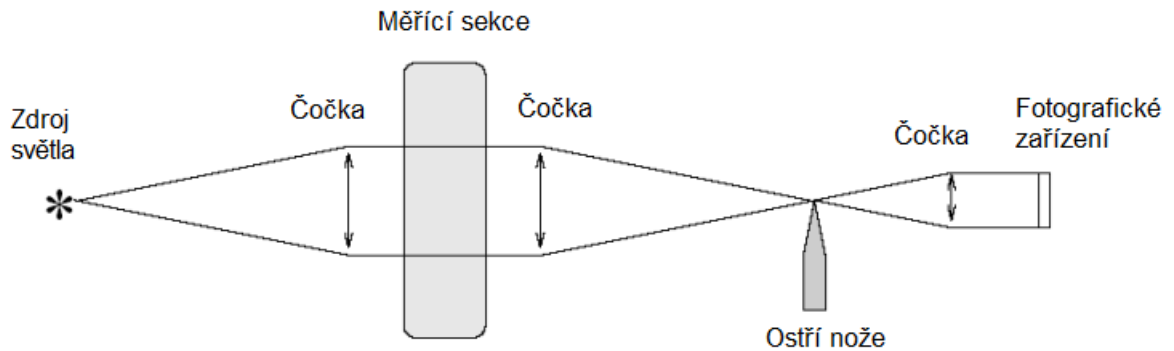 Měřící sekce
Zdroj
světla
Čočka
Čočka
Čočka
Fotografické
zařízení
Ostří nože